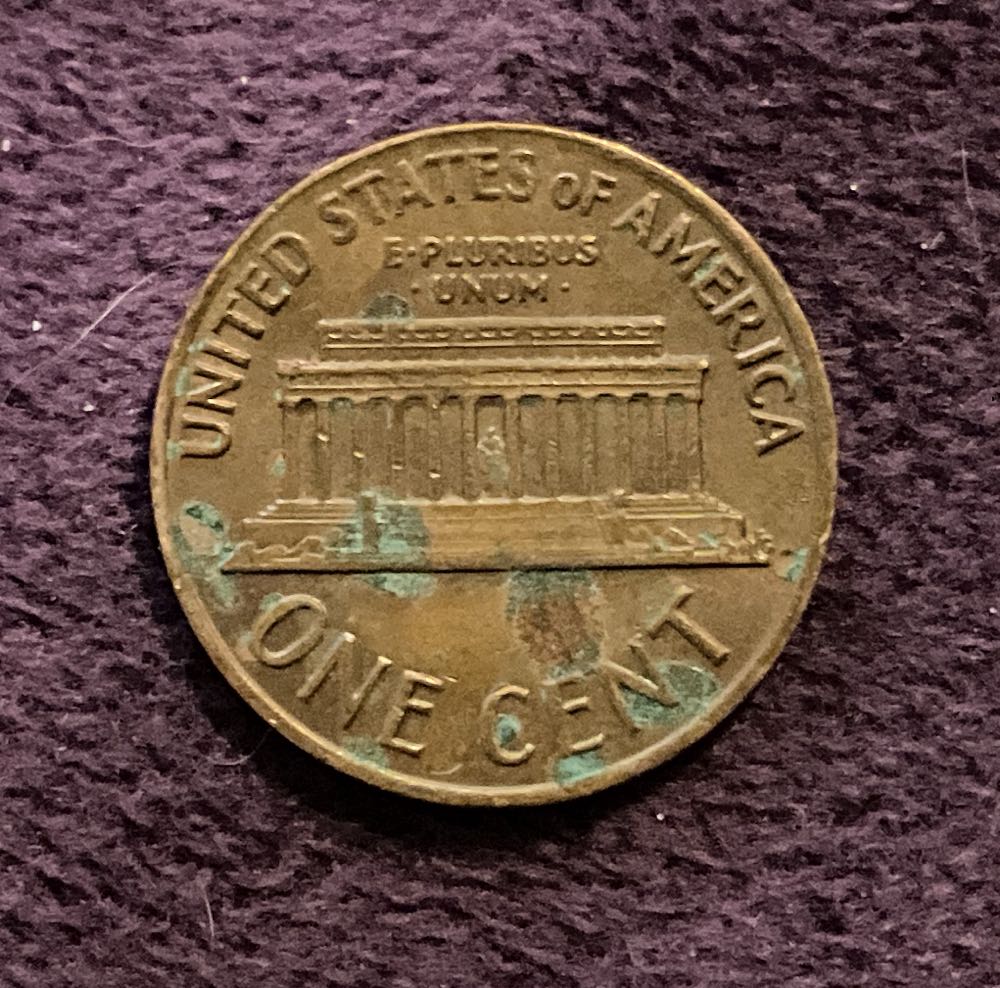 UNITED STATES OF AMERICA
E·PLURIBUS
·UNUM·
ONE CENT